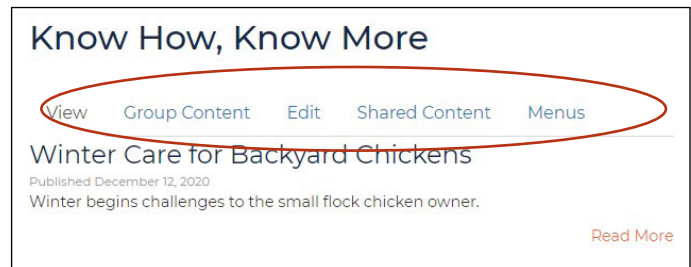 Know How, Know More
View Group Content Edit Shared Content Menus
Winter Care for Backyard Chickens
Published December 12, 2020
Winter begins challenges to the small flock chicken owner.
Read More